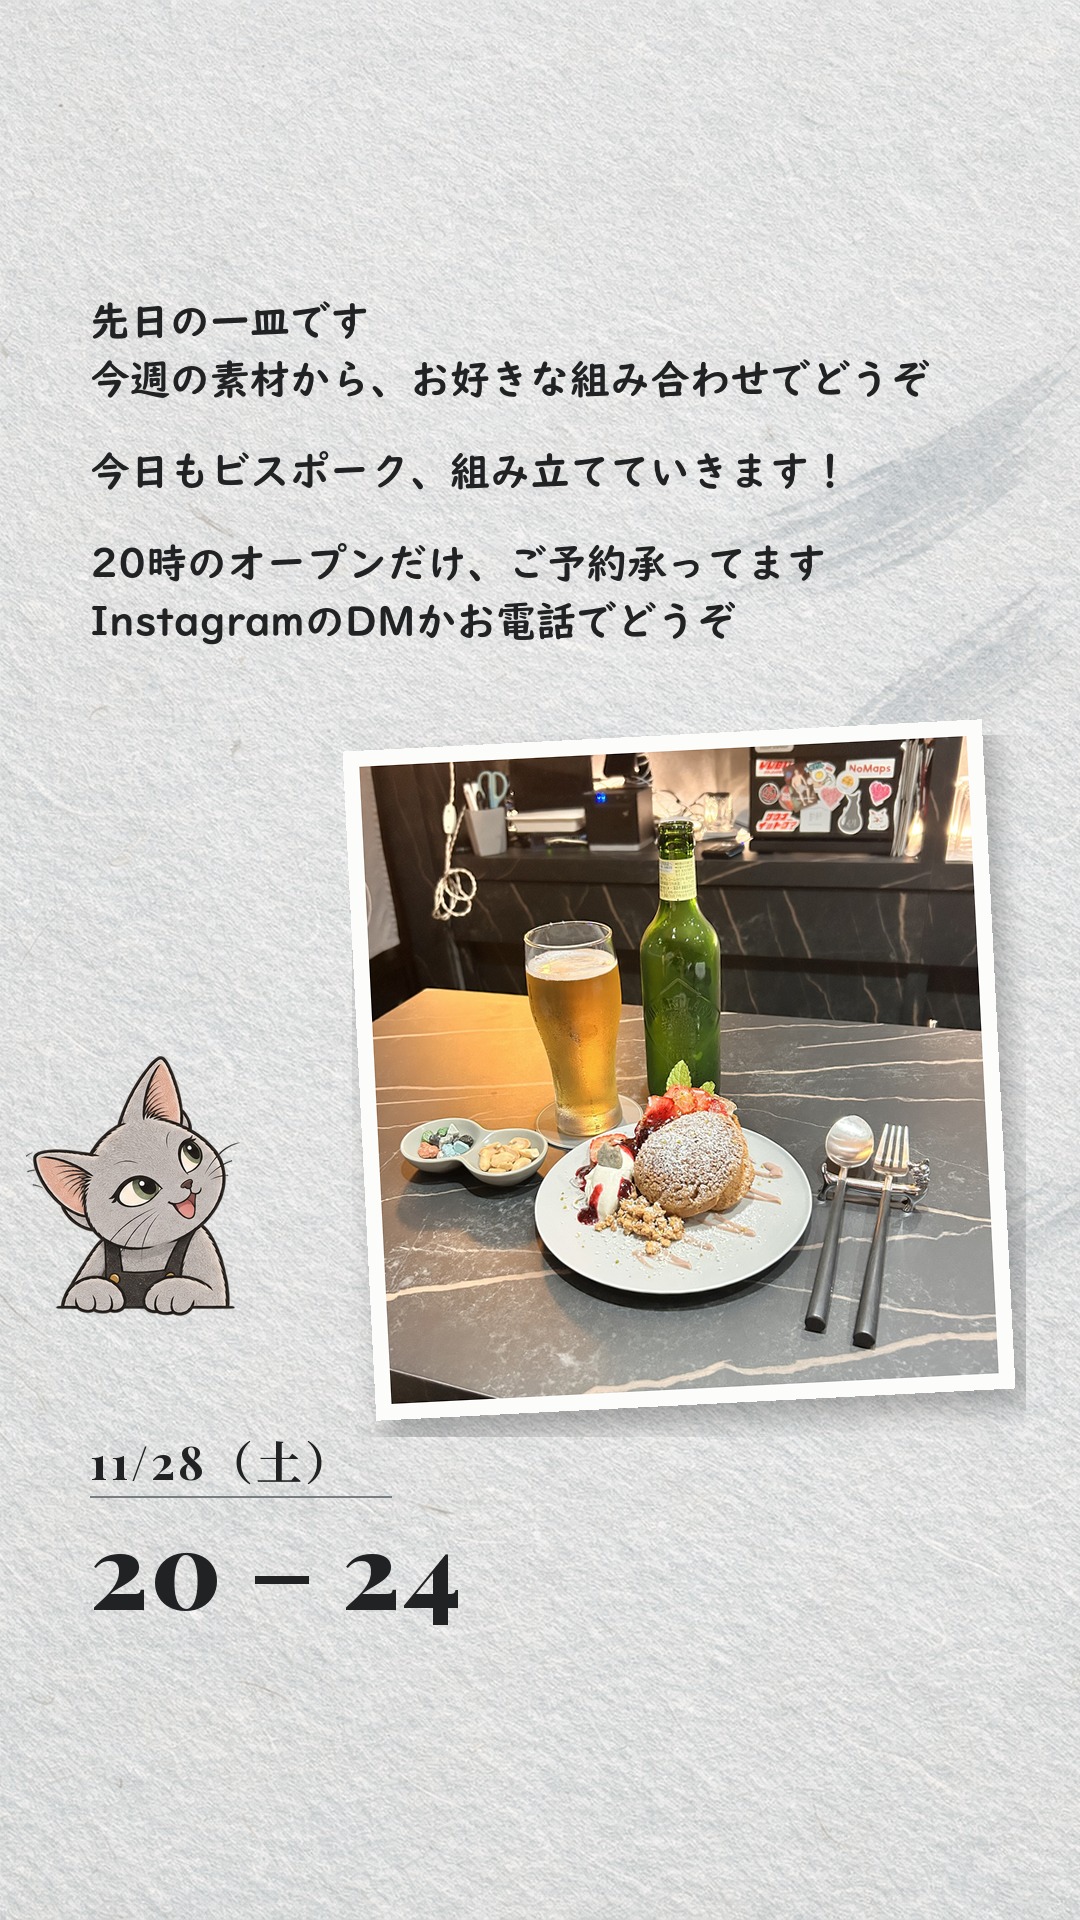 先日の一皿です
今週の素材から、お好きな組み合わせでどうぞ
今日もビスポーク、組み立てていきます！
20時のオープンだけ、ご予約承ってます
InstagramのDMかお電話でどうぞ
NoMaps
11/28（土）
20 – 24